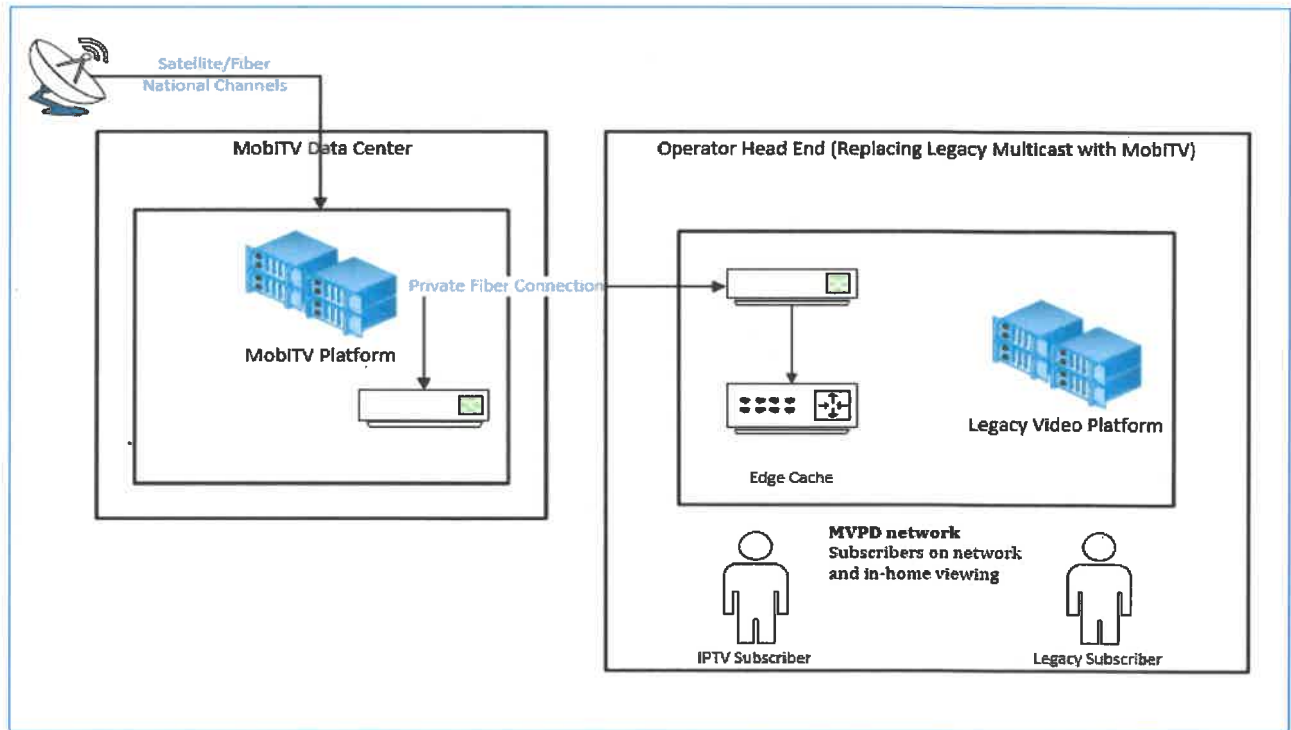 Satellite/Fiber
National Channels
MobiTV Data Center
Operator Head End (Replacing Legacy Multicast with MobiTV)
Private Fiber Connection
MobiTV Platform
Legacy Video Platform
Edge Cache
MVPD network
Subscribers on network
and in-home viewing
IPTV Subscriber
Legacy Subscriber